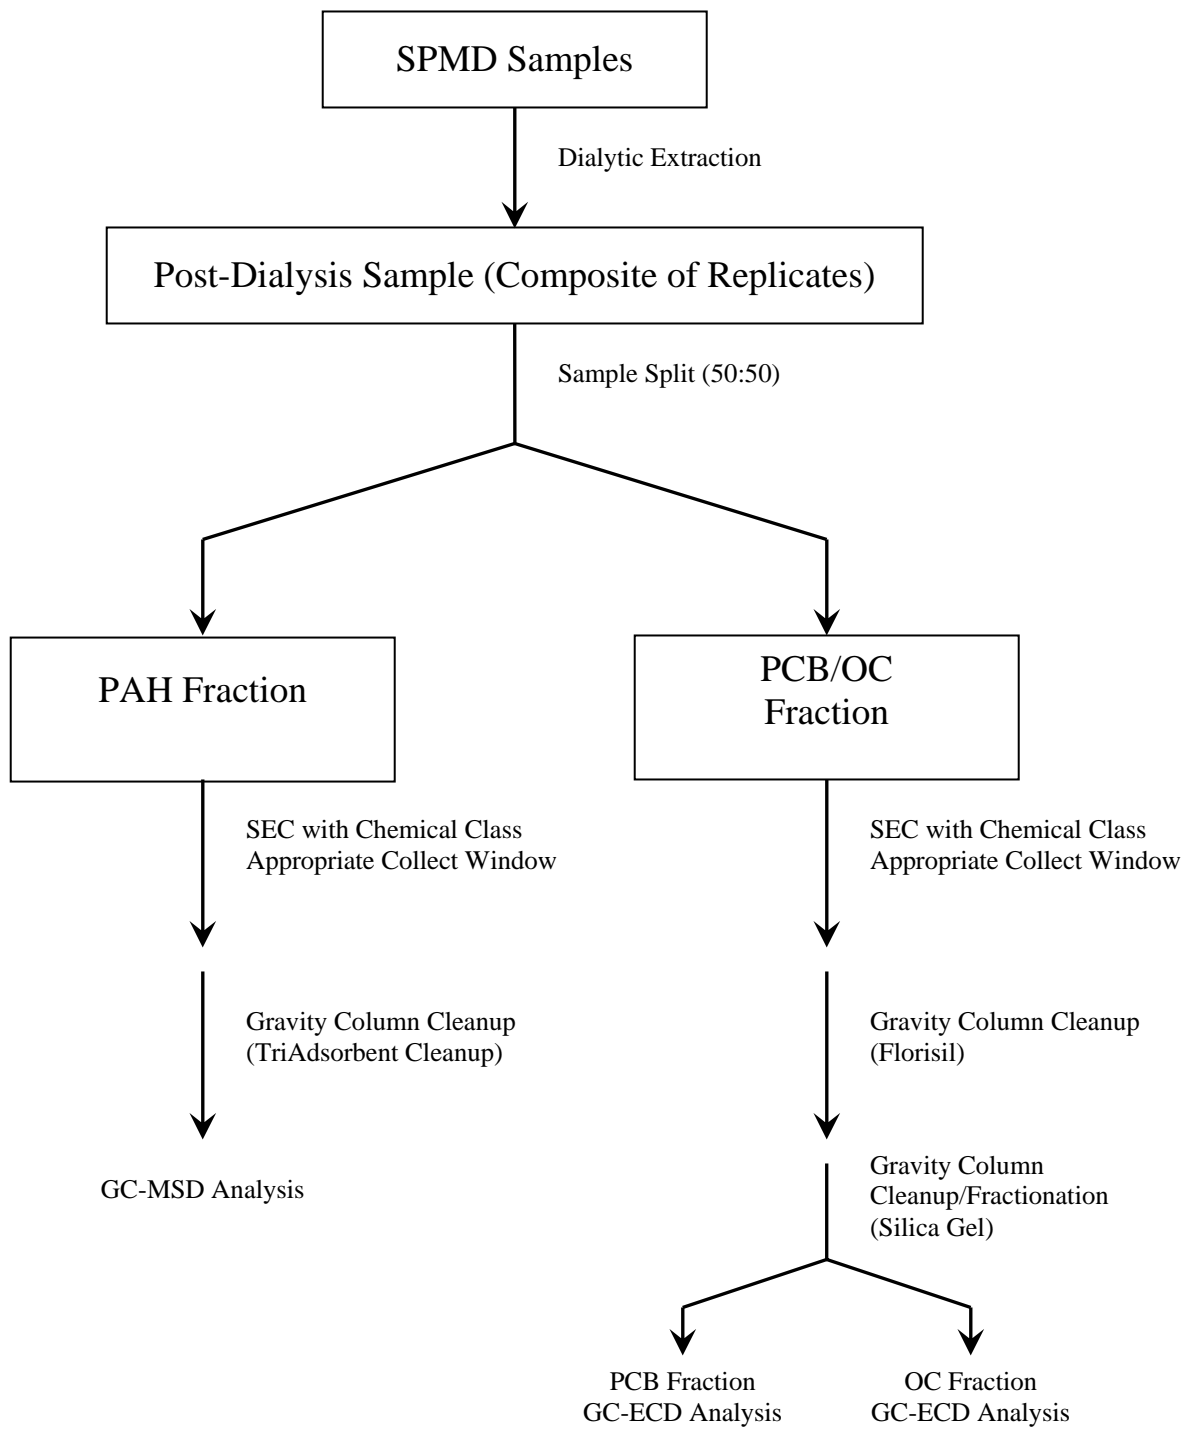 SPMD Samples
Dialytic Extraction
Post-Dialysis Sample (Composite of Replicates)
Sample Split (50:50)
PAH Fraction
PCB/OC
Fraction
SEC with Chemical Class
Appropriate Collect Window
SEC with Chemical Class
Appropriate Collect Window
Gravity Column Cleanup
(TriAdsorbent Cleanup)
Gravity Column Cleanup
(Florisil)
GC-MSD Analysis
Gravity Column
Cleanup/Fractionation
(Silica Gel)
PCB Fraction
GC-ECD Analysis
OC Fraction
GC-ECD Analysis